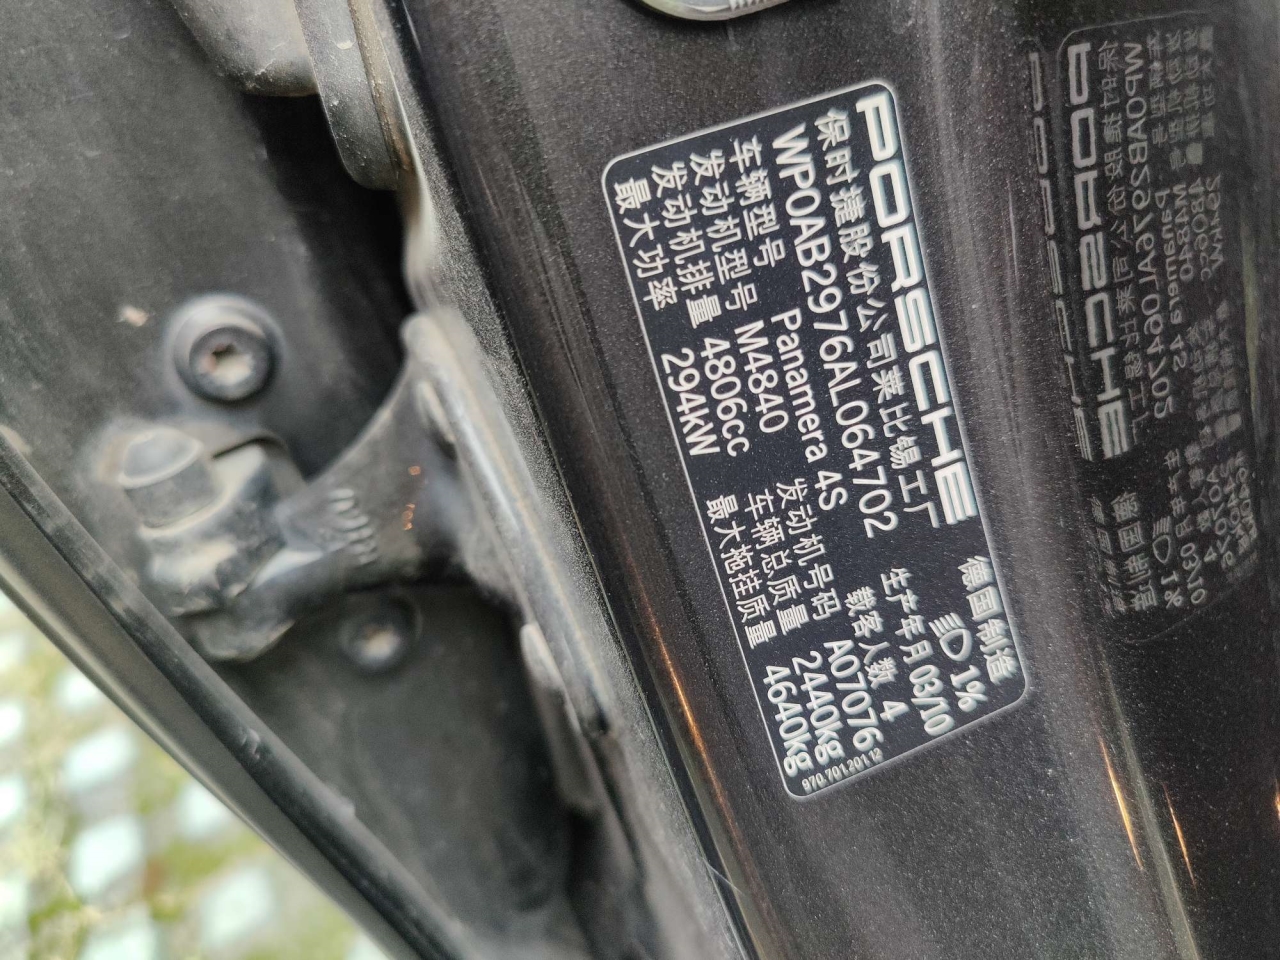 PORSCHE
保时捷股份公司莱比锡工厂 德国制造
WP0AB2976AL064702 1%
生产年月 03/10
车辆型号 Panamera 4S 载客人数 4
发动机型号 M4840 发动机号码 A07076
发动机排量 4806cc 车辆总质量 2440kg
最大功率 294kW 最大拖挂质量 4640kg
970.701.201.12